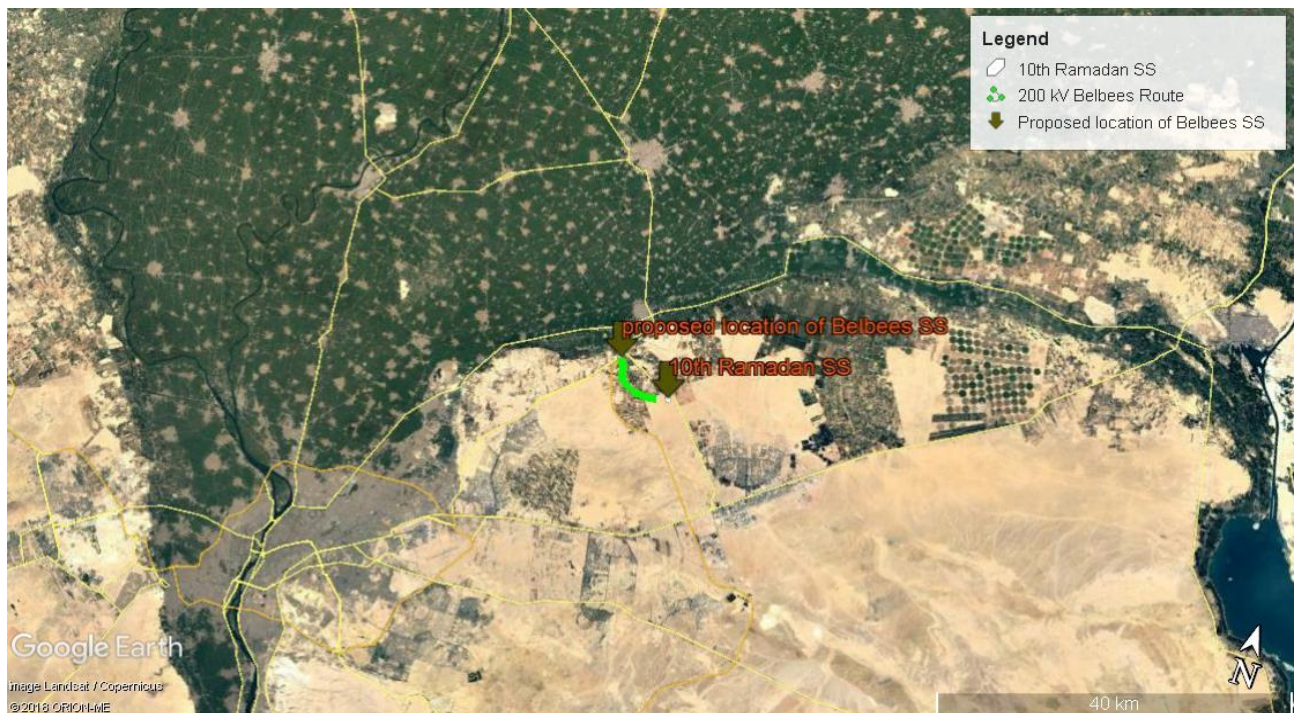 Legend
10th Ramadan SS
200 kV Belbees Route
Proposed location of Belbees SS
proposed location of Belbees SS
10th Ramadan SS
Google Earth
Image Landsat / Copernicus
© 2018 ORION-ME
N
40 km